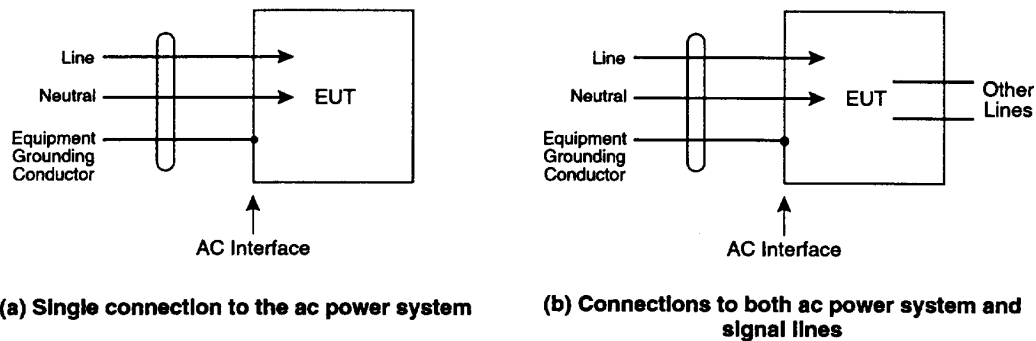 Line
Neutral
Equipment
Grounding
Conductor
EUT
AC Interface
(a) Single connection to the ac power system
Line
Neutral
Equipment
Grounding
Conductor
EUT
Other
Lines
AC Interface
(b) Connections to both ac power system and
signal lines